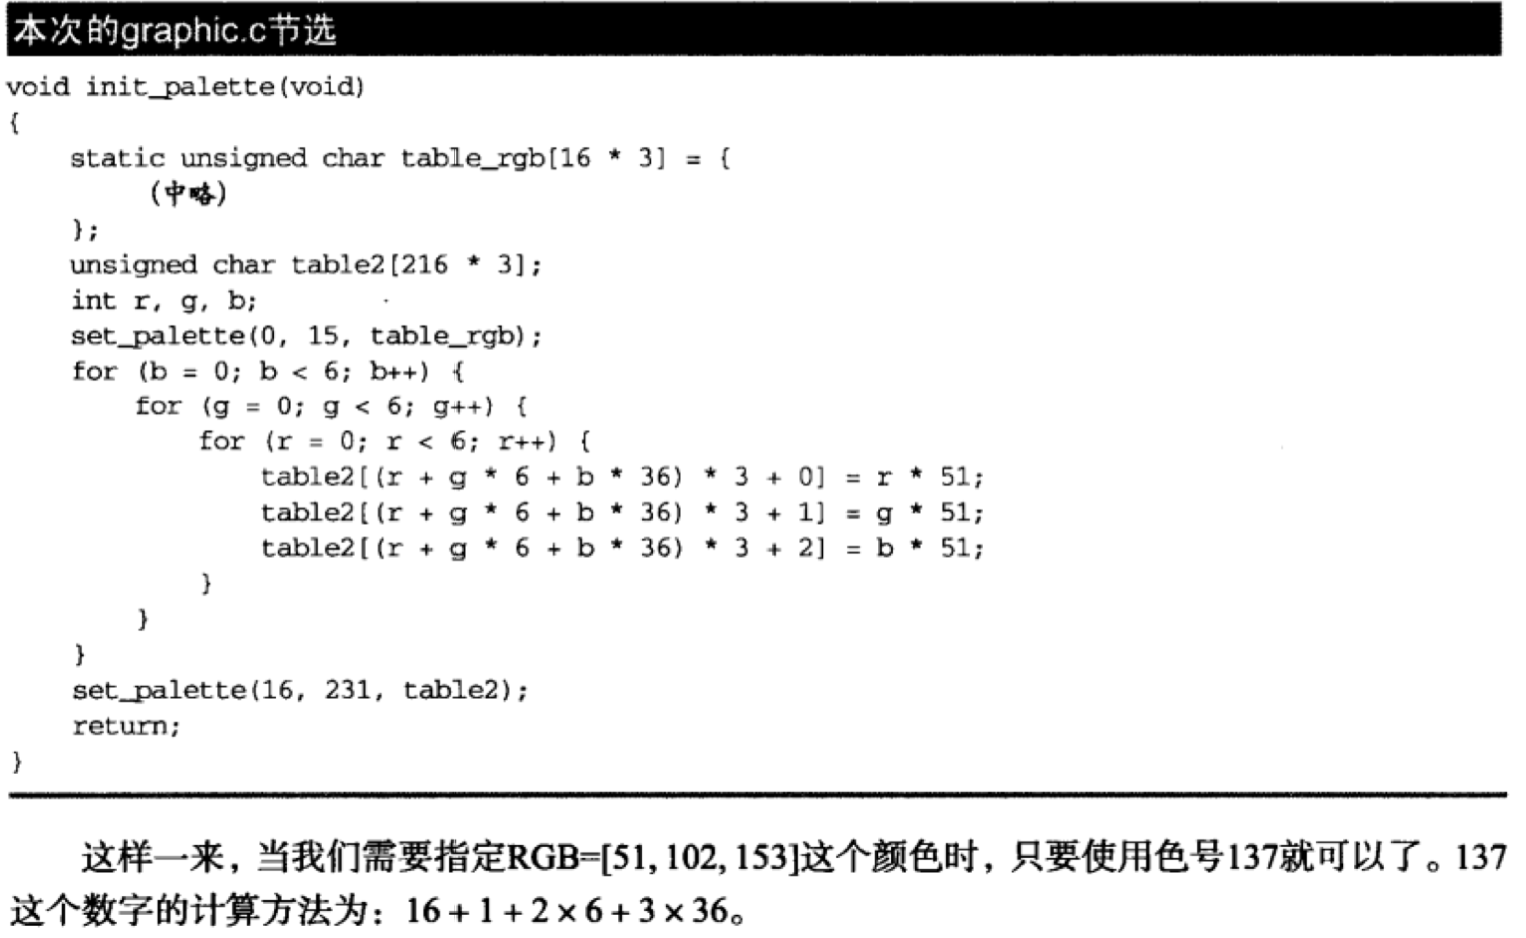 本次的graphic.c节选
void init_palette(void)
{
    static unsigned char table_rgb[16 * 3] = {
        (中略)
    };
    unsigned char table2[216 * 3];
    int r, g, b;
    set_palette(0, 15, table_rgb);
    for (b = 0; b < 6; b++) {
        for (g = 0; g < 6; g++) {
            for (r = 0; r < 6; r++) {
                table2[(r + g * 6 + b * 36) * 3 + 0] = r * 51;
                table2[(r + g * 6 + b * 36) * 3 + 1] = g * 51;
                table2[(r + g * 6 + b * 36) * 3 + 2] = b * 51;
            }
        }
    }
    set_palette(16, 231, table2);
    return;
}
这样一来，当我们需要指定RGB=[51, 102, 153]这个颜色时，只要使用色号137就可以了。137
这个数字的计算方法为：16 + 1 + 2 × 6 + 3 × 36。